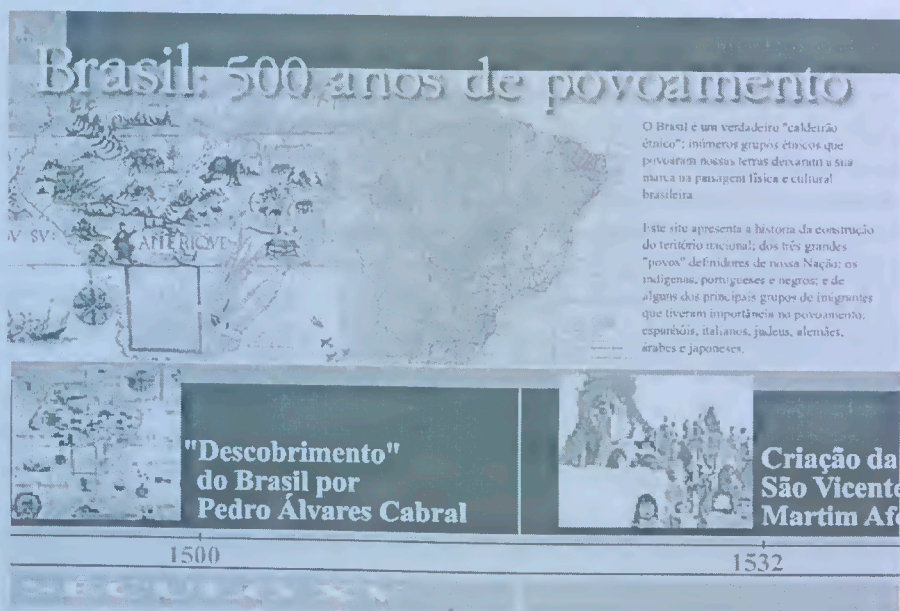 Brasil: 500 anos de povoamento
O Brasil é um verdadeiro "caldeirão
étnico"; inúmeros grupos étnicos que
povoaram nossas terras deixaram a sua
marca na paisagem física e cultural
brasileira.
Este site apresenta a história da construção
do território nacional; dos três grandes
"povos" definidores de nossa Nação: os
indígenas, portugueses e negros; e de
alguns dos principais grupos de imigrantes
que tiveram importância no povoamento:
espanhóis, italianos, judeus, alemães,
árabes e japoneses.
"Descobrimento"
do Brasil por
Pedro Álvares Cabral
Criação da
São Vicente
Martim Afo
1500
1532
SÉCULO XV